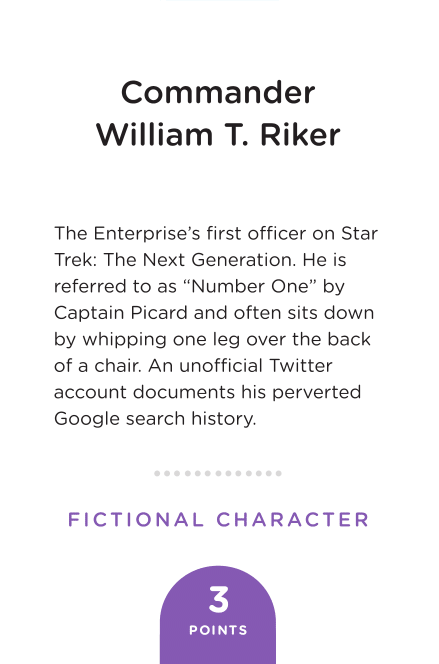 Commander
William T. Riker
The Enterprise’s first officer on Star
Trek: The Next Generation. He is
referred to as “Number One” by
Captain Picard and often sits down
by whipping one leg over the back
of a chair. An unofficial Twitter
account documents his perverted
Google search history.
FICTIONAL CHARACTER
3
POINTS